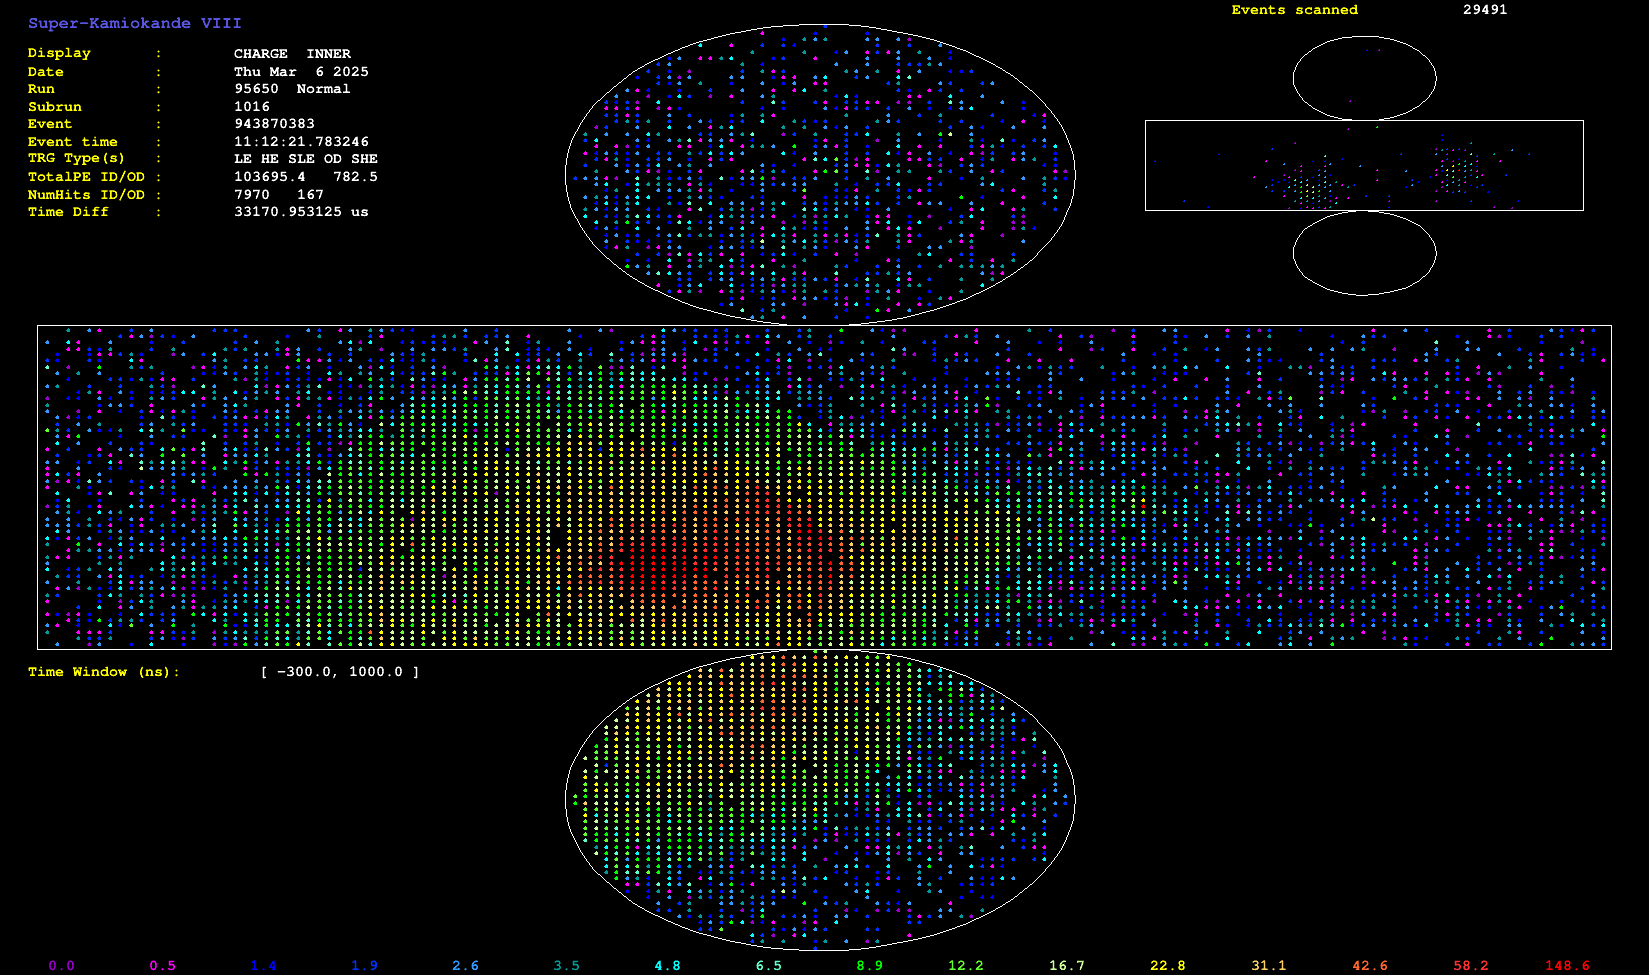 Super-Kamiokande VIII
Events scanned 29491
Display : CHARGE INNER
Date : Thu Mar 6 2025
Run : 95650 Normal
Subrun : 1016
Event : 943870383
Event time : 11:12:21.783246
TRG Type(s) : LE HE SLE OD SHE
TotalPE ID/OD : 103695.4 782.5
NumHits ID/OD : 7970 167
Time Diff : 33170.953125 us
Time Window (ns): [ -300.0, 1000.0 ]
0.0 0.5 1.4 1.9 2.6 3.5 4.8 6.5 8.9 12.2 16.7 22.8 31.1 42.6 58.2 148.6